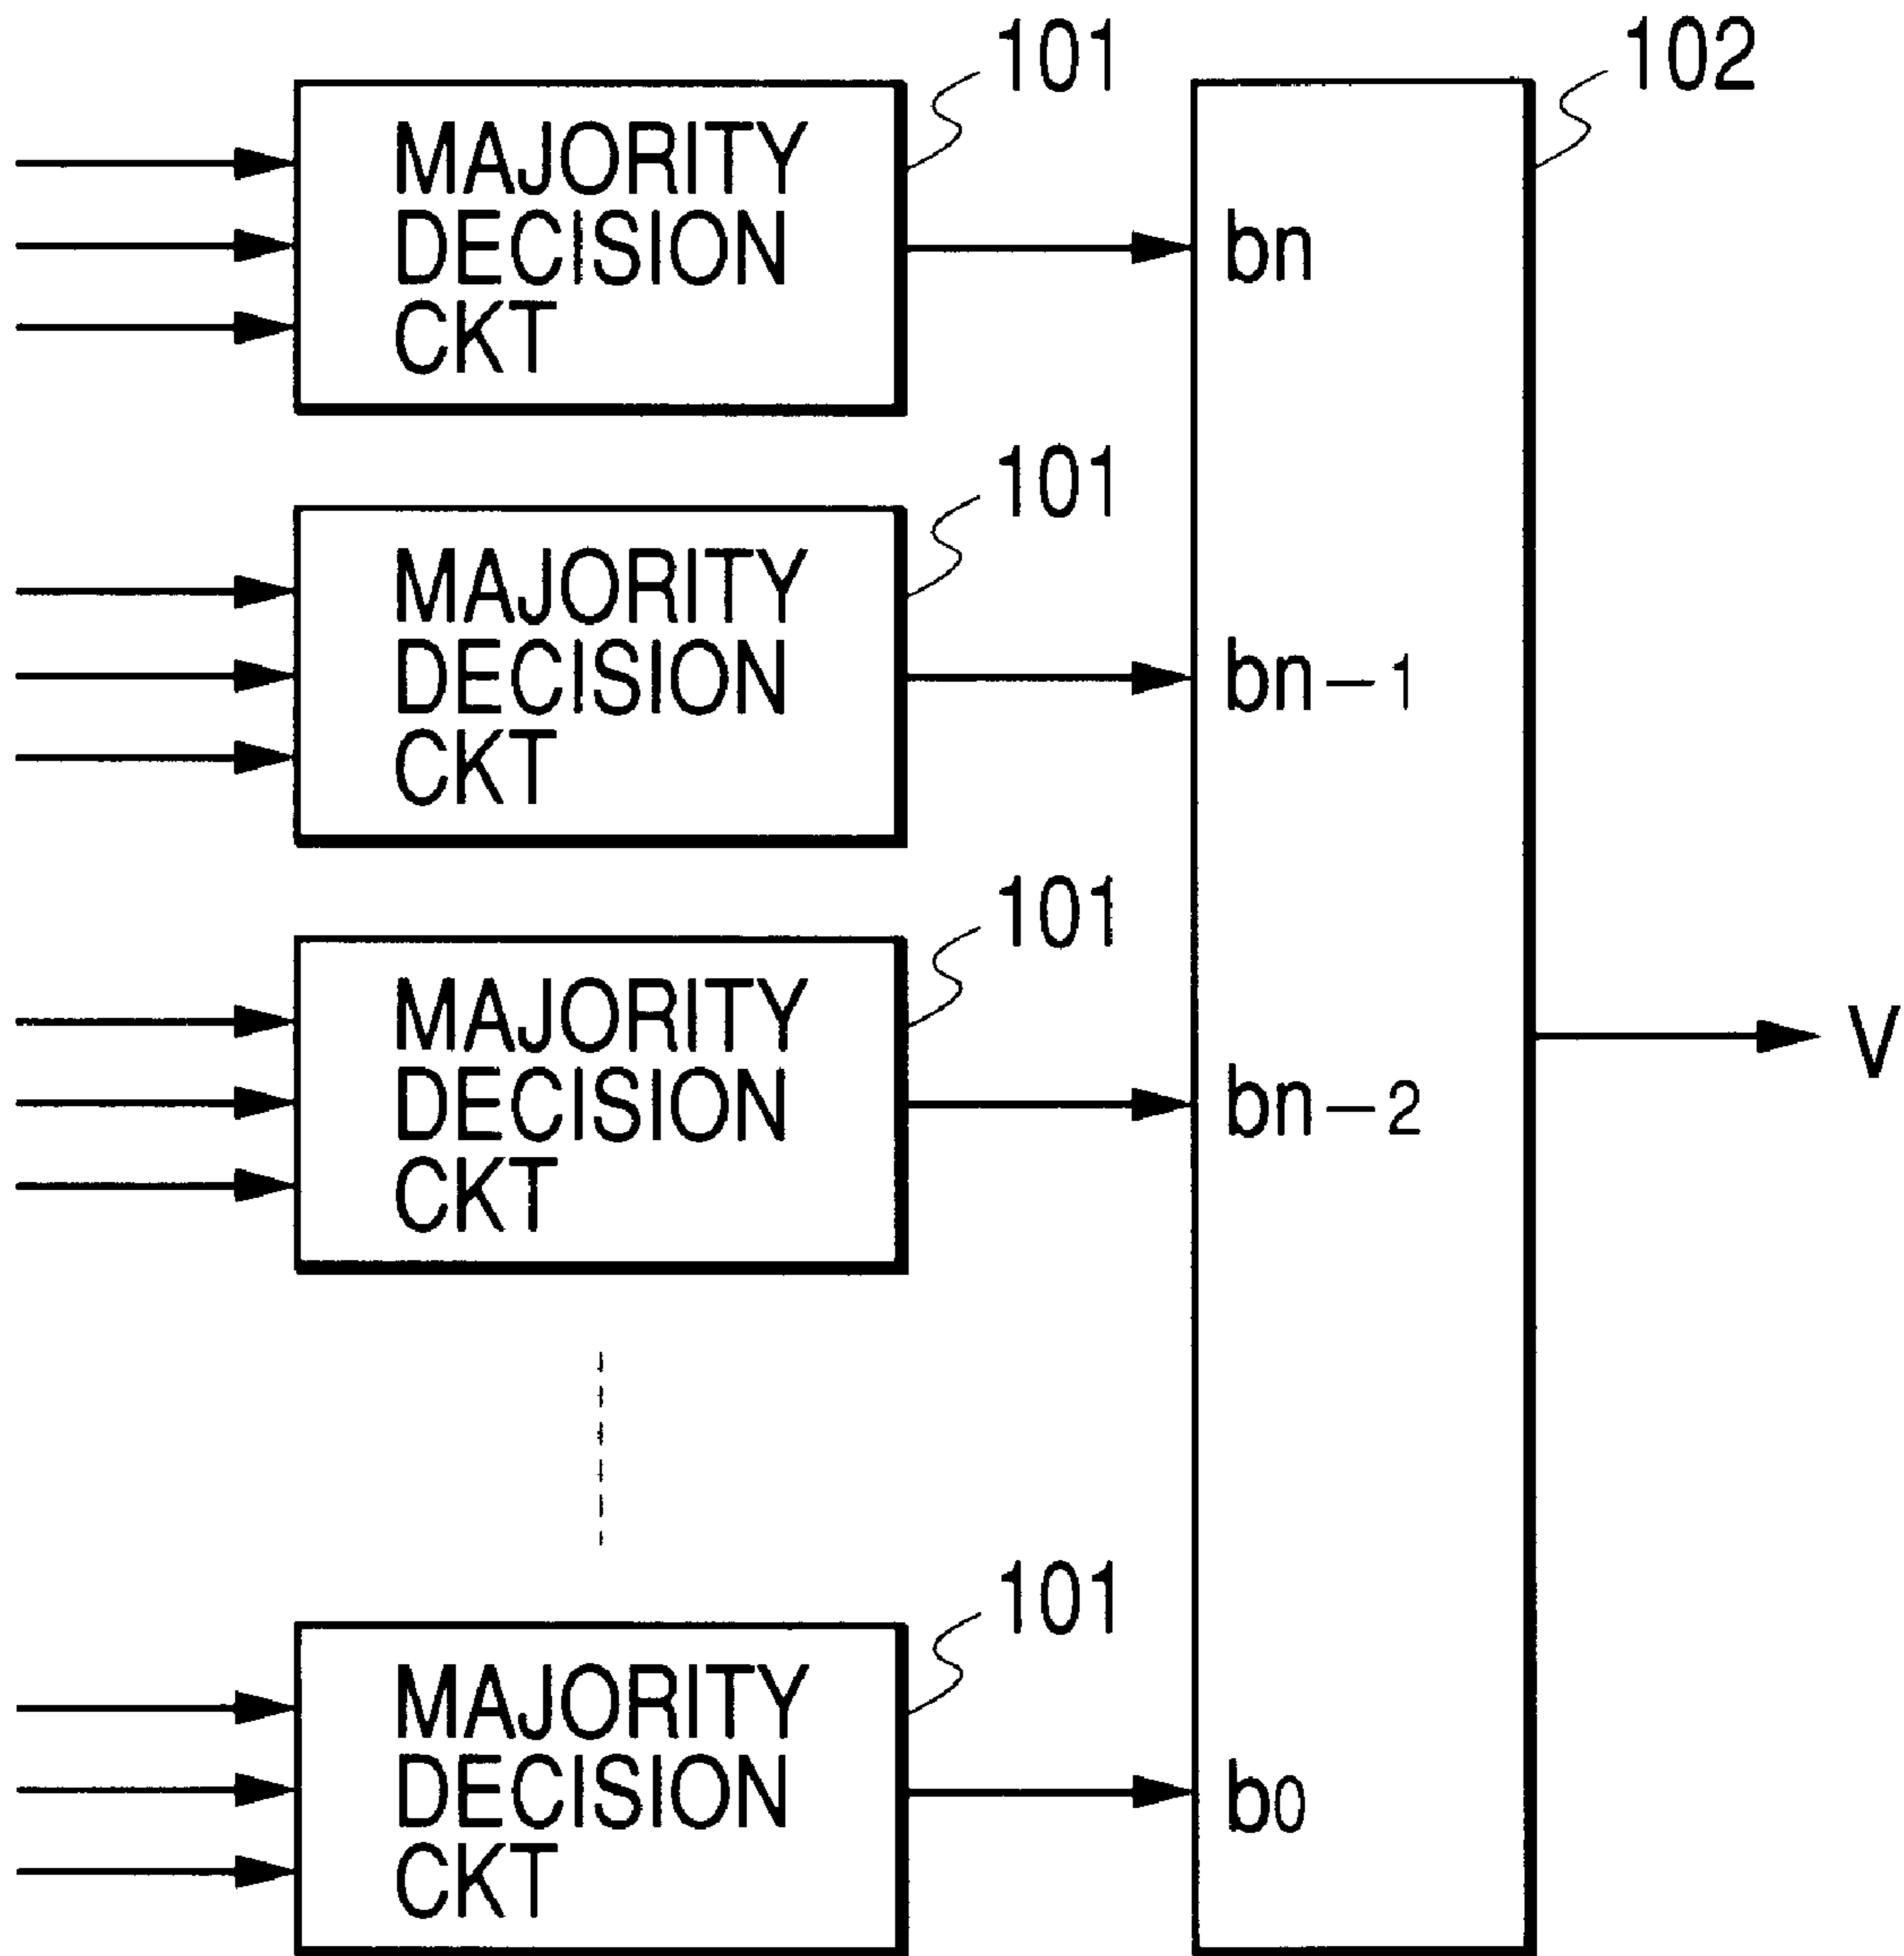 101
102
MAJORITY
DECISION
CKT
bn
101
MAJORITY
DECISION
CKT
bn-1
101
MAJORITY
DECISION
CKT
bn-2
V
101
MAJORITY
DECISION
CKT
b0